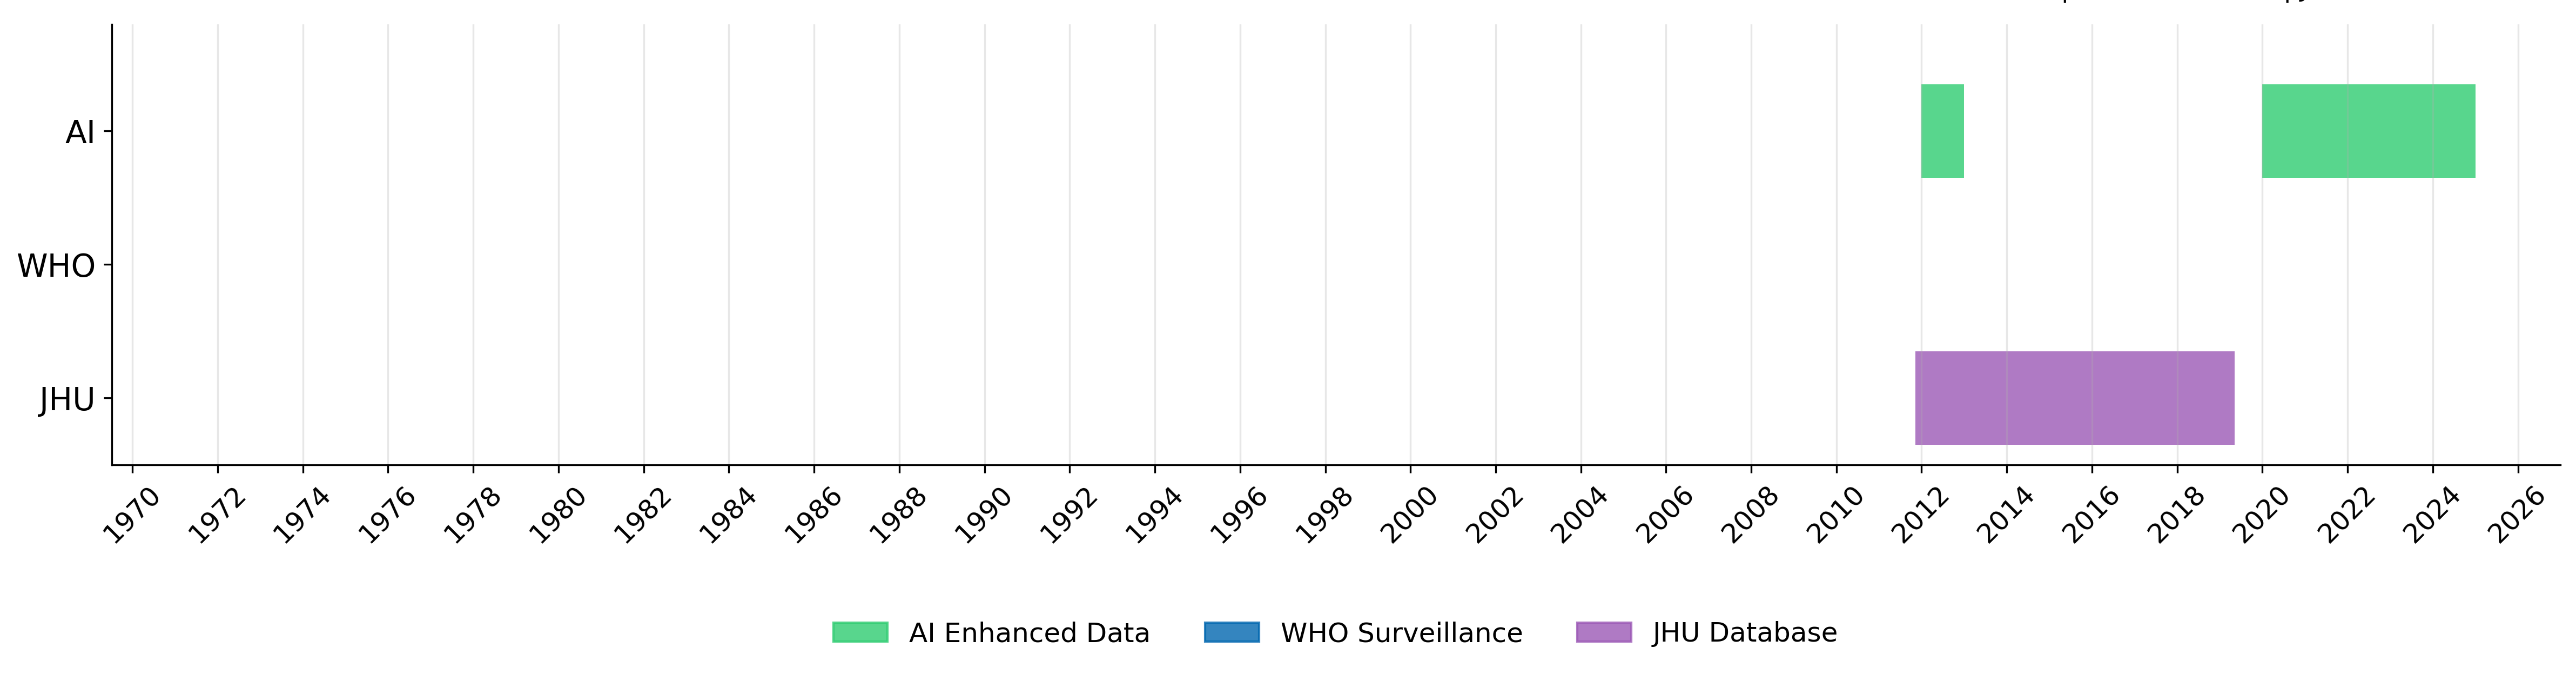 AI
WHO
JHU
1970 1972 1974 1976 1978 1980 1982 1984 1986 1988 1990 1992 1994 1996 1998 2000 2002 2004 2006 2008 2010 2012 2014 2016 2018 2020 2022 2024 2026
AI Enhanced Data WHO Surveillance JHU Database